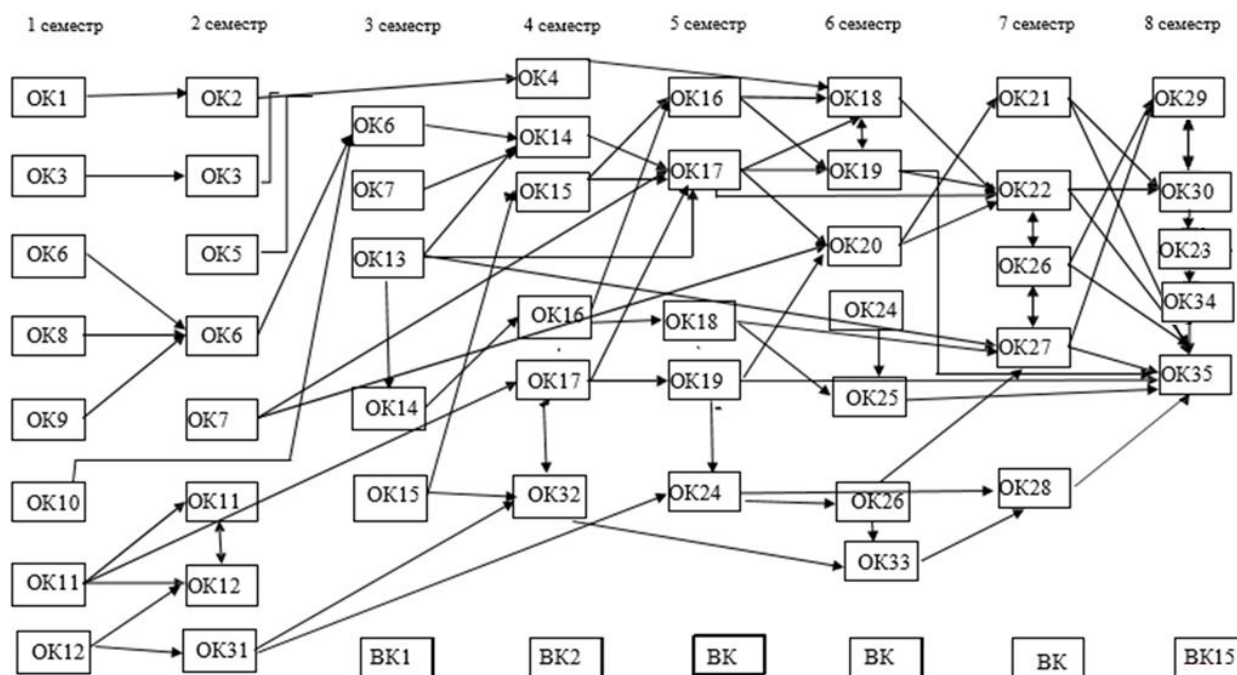 1 семестр 2 семестр 3 семестр 4 семестр 5 семестр 6 семестр 7 семестр 8 семестр
ОК1 ОК2 ОК4 ОК16 ОК18 ОК21 ОК29
ОК6 ОК14
ОК3 ОК3 ОК7 ОК15 ОК17 ОК19 ОК22 ОК30
ОК6 ОК5 ОК13 ОК20 ОК26 ОК23
ОК8 ОК6 ОК16 ОК18 ОК24 ОК27 ОК34
ОК9 ОК7 ОК14 ОК17 ОК19 ОК25 ОК35
ОК10 ОК11 ОК15 ОК32 ОК24 ОК26 ОК28
ОК11 ОК12 ОК33
ОК12 ОК31 ВК1 ВК2 ВК ВК ВК ВК15